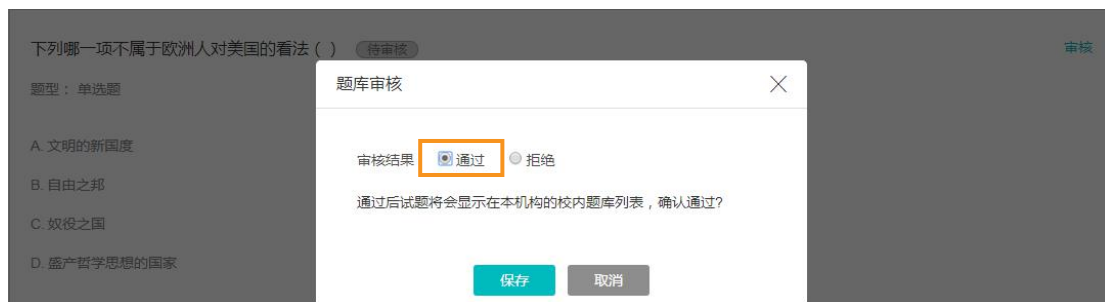 下列哪一项不属于欧洲人对美国的看法 ( ) 待审核
审核
题型： 单选题
题库审核
A. 文明的新国度
审核结果 通过 拒绝
B. 自由之邦
通过后试题将会显示在本机构的校内题库列表，确认通过?
C. 奴役之国
D. 盛产哲学思想的国家
保存 取消